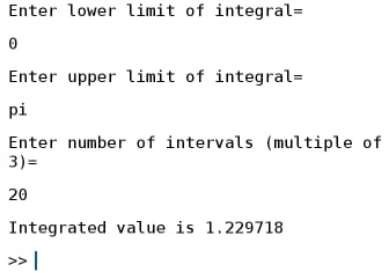 Enter lower limit of integral=
0
Enter upper limit of integral=
pi
Enter number of intervals (multiple of
3)=
20
Integrated value is 1.229718
>>